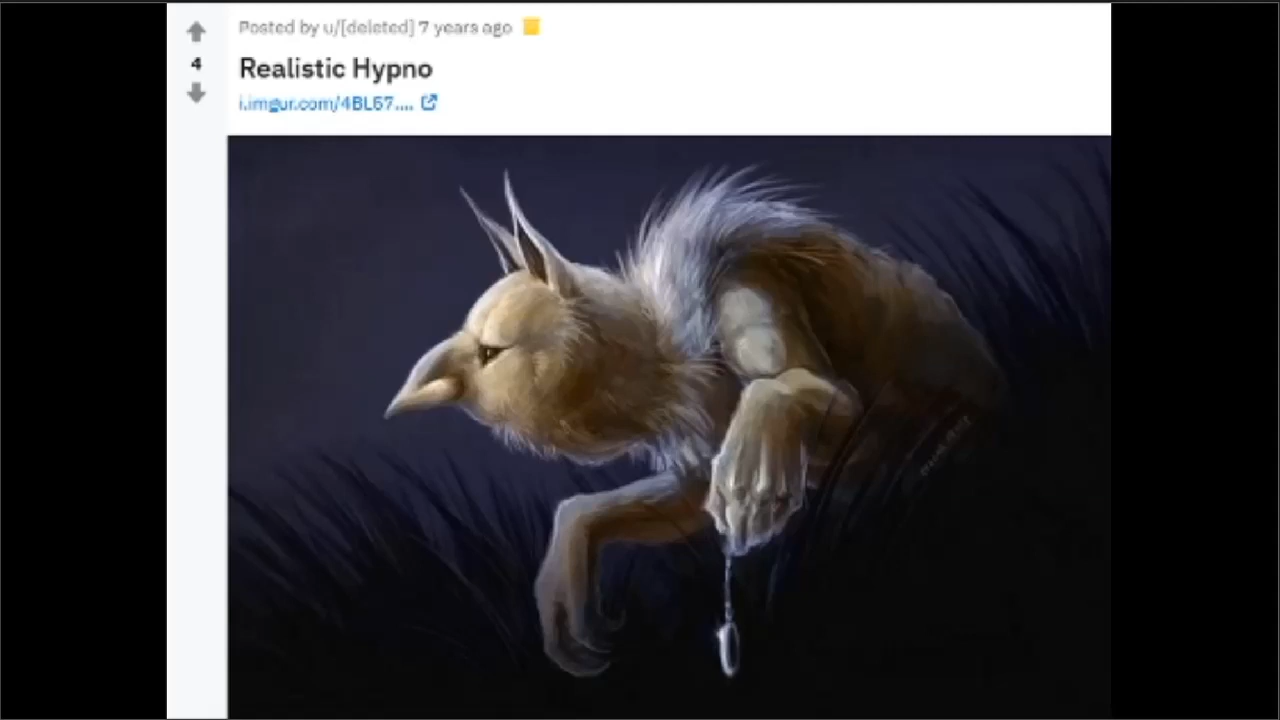 Posted by u/[deleted] 7 years ago
4
Realistic Hypno
i.imgur.com/4BL67....